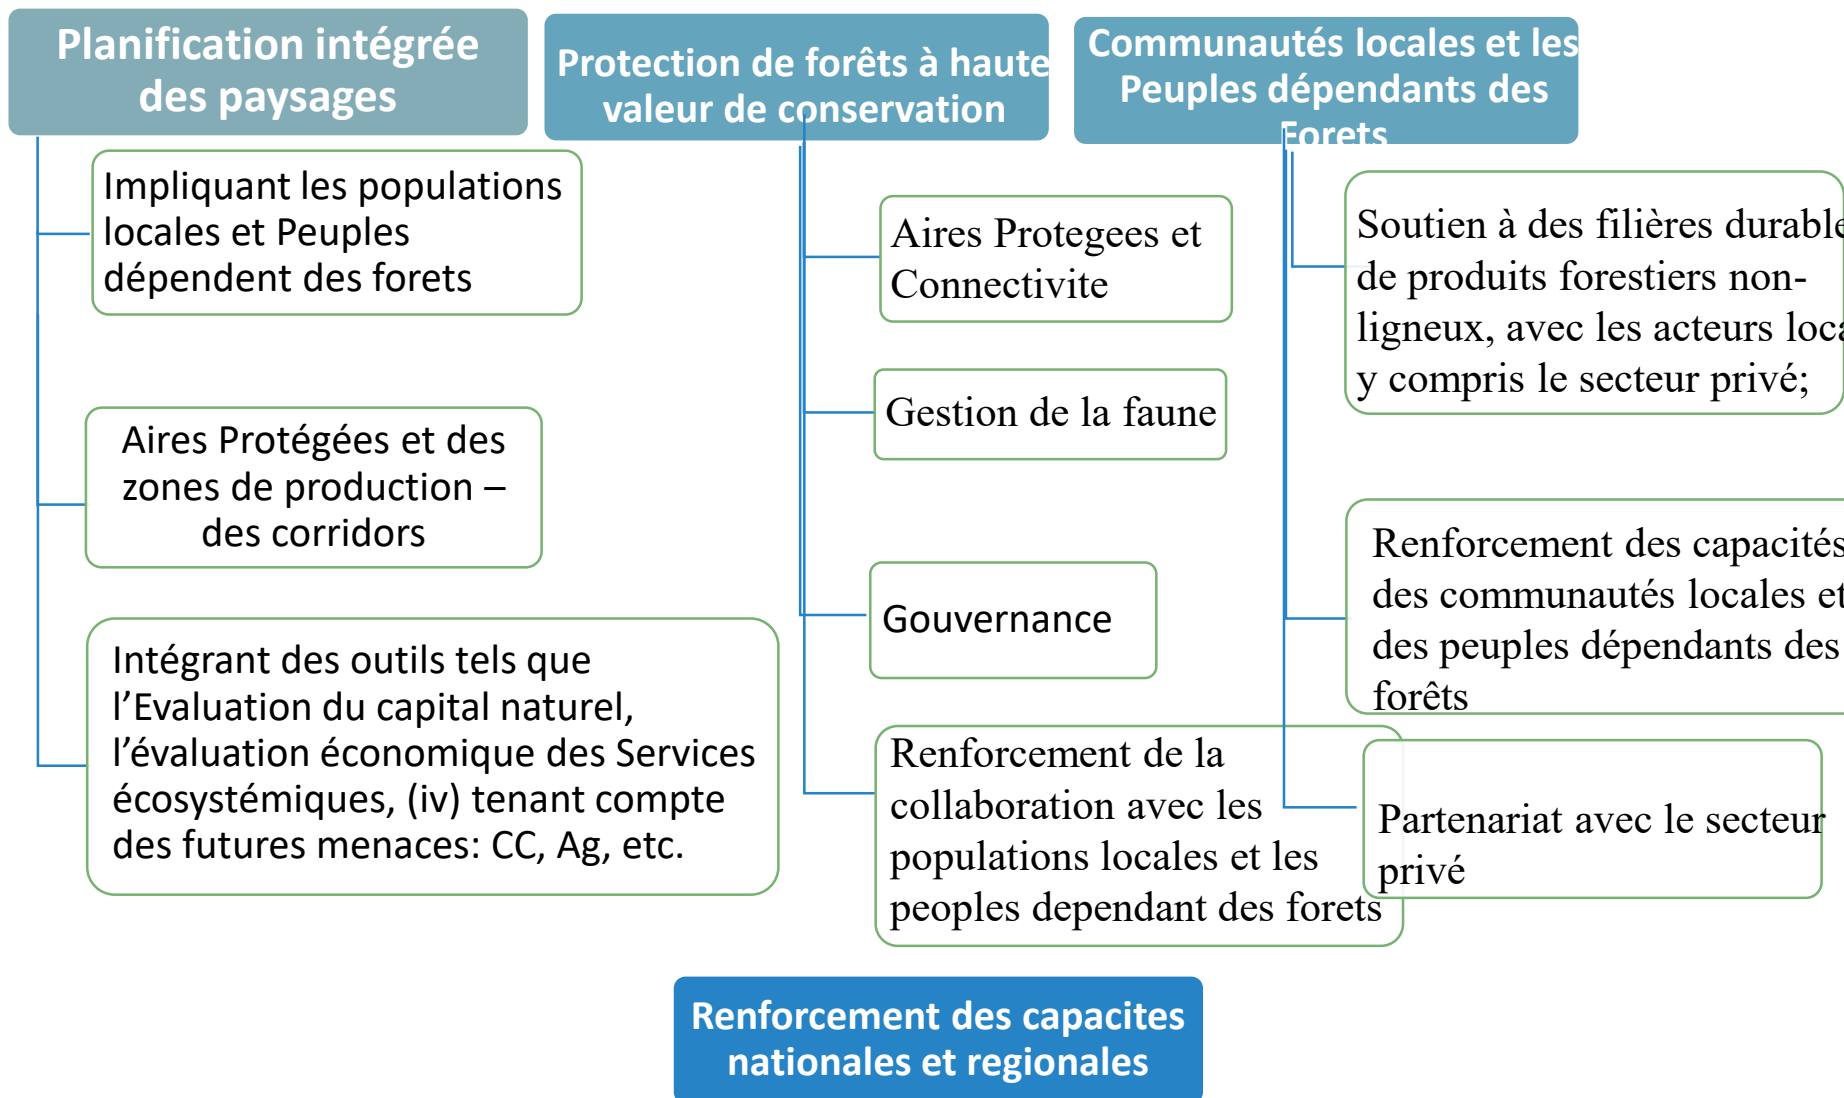 Planification intégrée
des paysages
Impliquant les populations
locales et Peuples
dépendent des forets
Aires Protégées et des
zones de production –
des corridors
Intégrant des outils tels que
l’Evaluation du capital naturel,
l’évaluation économique des Services
écosystémiques, (iv) tenant compte
des futures menaces: CC, Ag, etc.
Protection de forêts à haute
valeur de conservation
Aires Protegees et
Connectivite
Gestion de la faune
Gouvernance
Renforcement de la
collaboration avec les
populations locales et les
peoples dependant des forets
Communautés locales et les
Peuples dépendants des
Forets
Soutien à des filières durable
de produits forestiers non-
ligneux, avec les acteurs loca
y compris le secteur privé;
Renforcement des capacités
des communautés locales et
des peuples dépendants des
forêts
Partenariat avec le secteur
privé
Renforcement des capacites
nationales et regionales